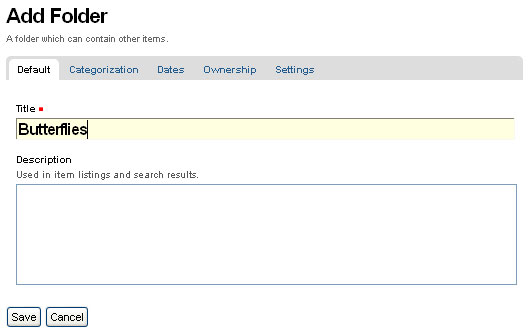 Add Folder
A folder which can contain other items.
Default Categorization Dates Ownership Settings
Title
Butterflies
Description
Used in item listings and search results.
Save Cancel